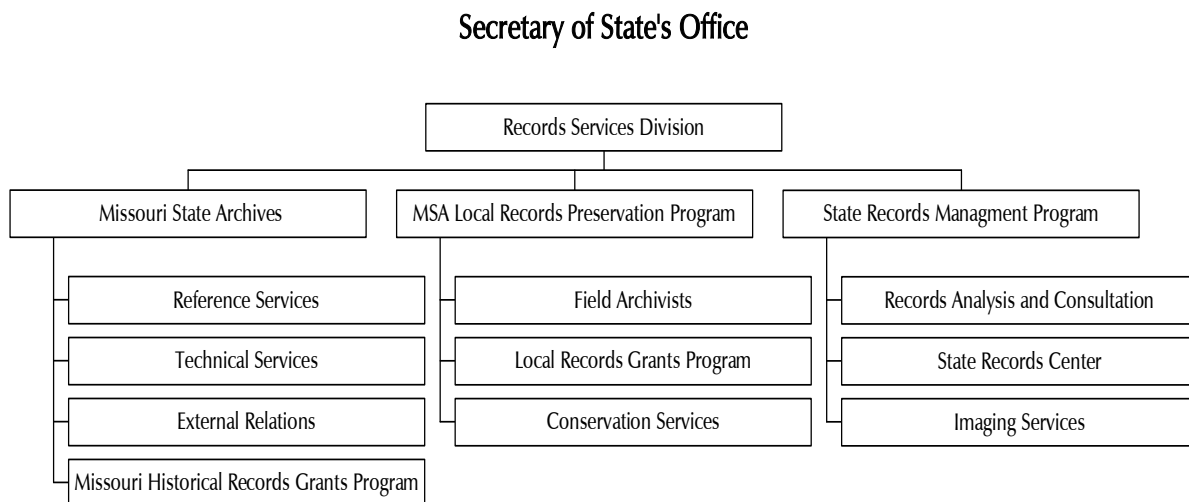 Secretary of State's Office
Records Services Division
Missouri State Archives
MSA Local Records Preservation Program
State Records Managment Program
Reference Services
Field Archivists
Records Analysis and Consultation
Technical Services
Local Records Grants Program
State Records Center
External Relations
Conservation Services
Imaging Services
Missouri Historical Records Grants Program